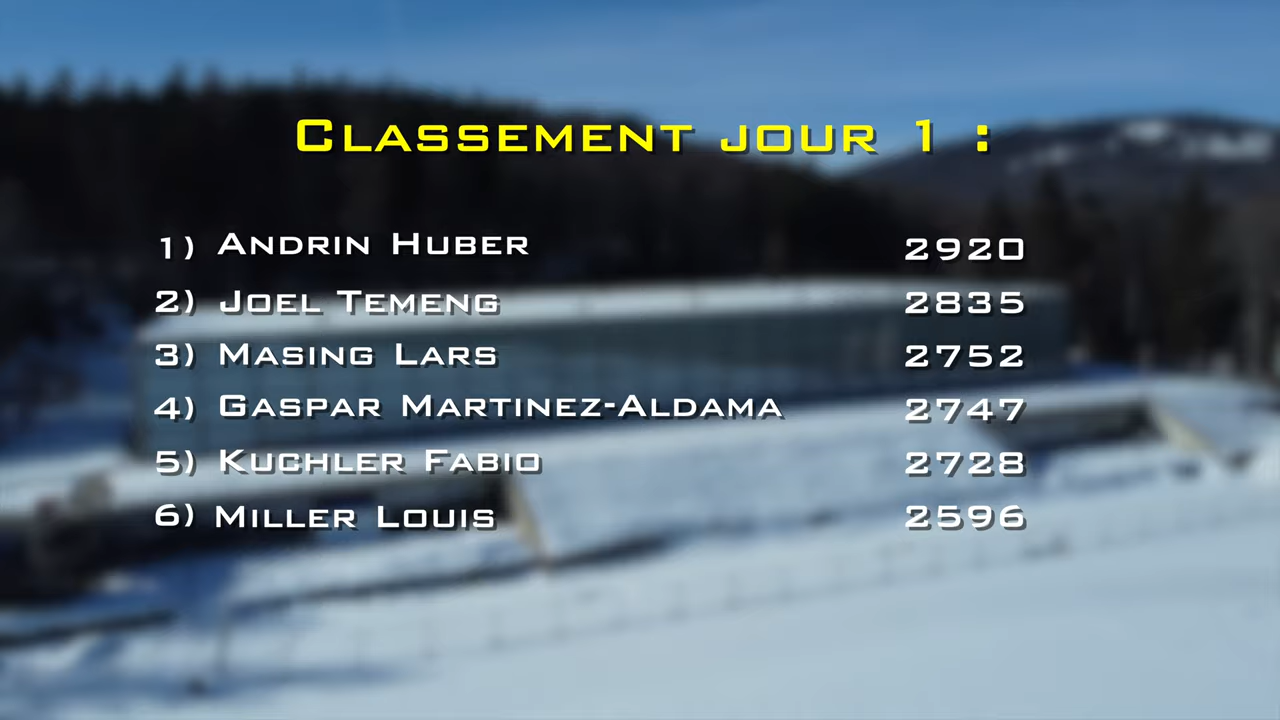 Classement jour 1 :
1) Andrin Huber 2920
2) Joel Temeng 2835
3) Masing Lars 2752
4) Gaspar Martinez-Aldama 2747
5) Kuchler Fabio 2728
6) Miller Louis 2596